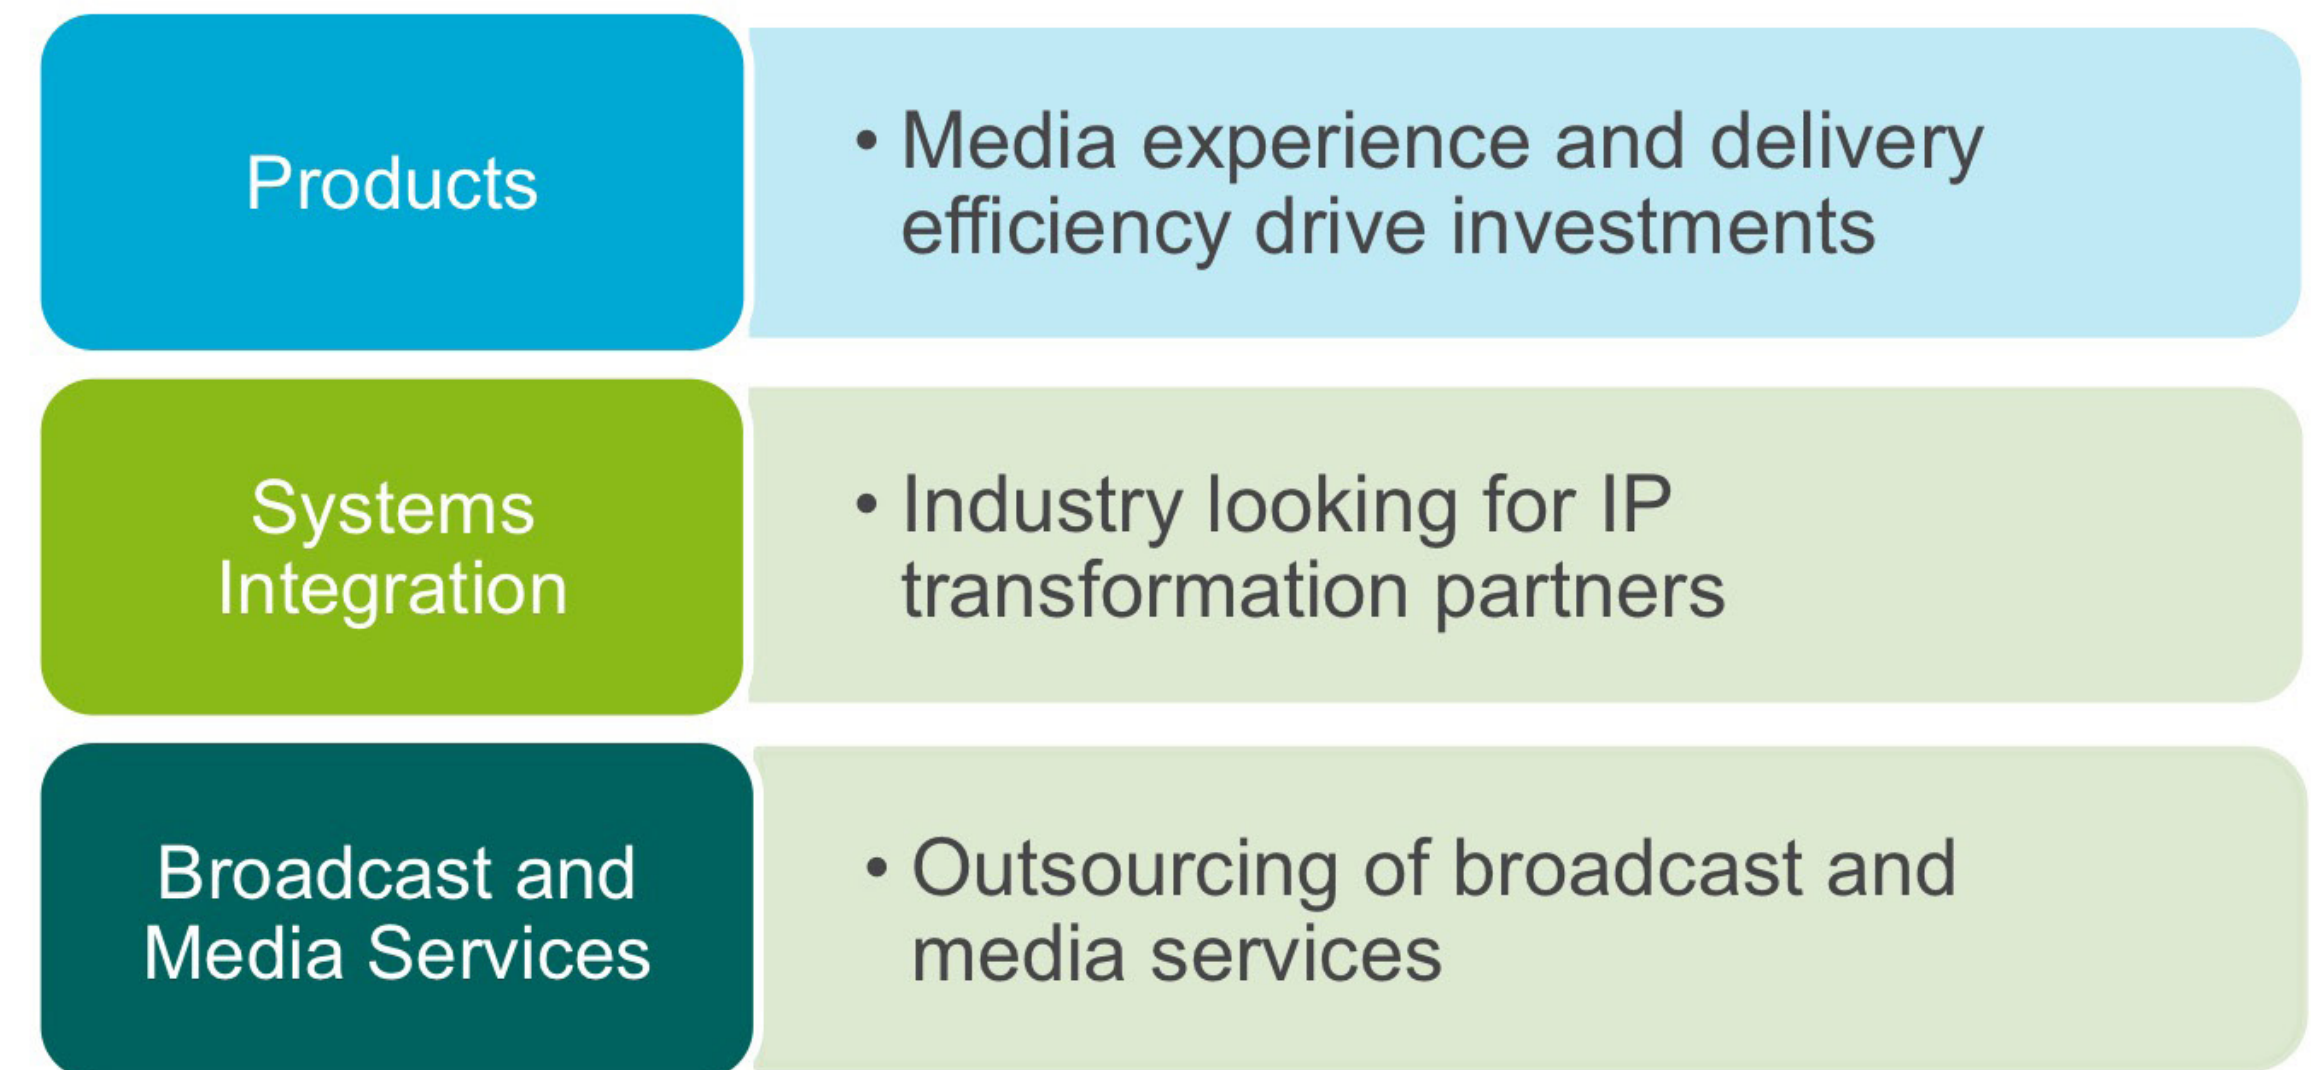 Products
• Media experience and delivery
efficiency drive investments
Systems
Integration
• Industry looking for IP
transformation partners
Broadcast and
Media Services
• Outsourcing of broadcast and
media services